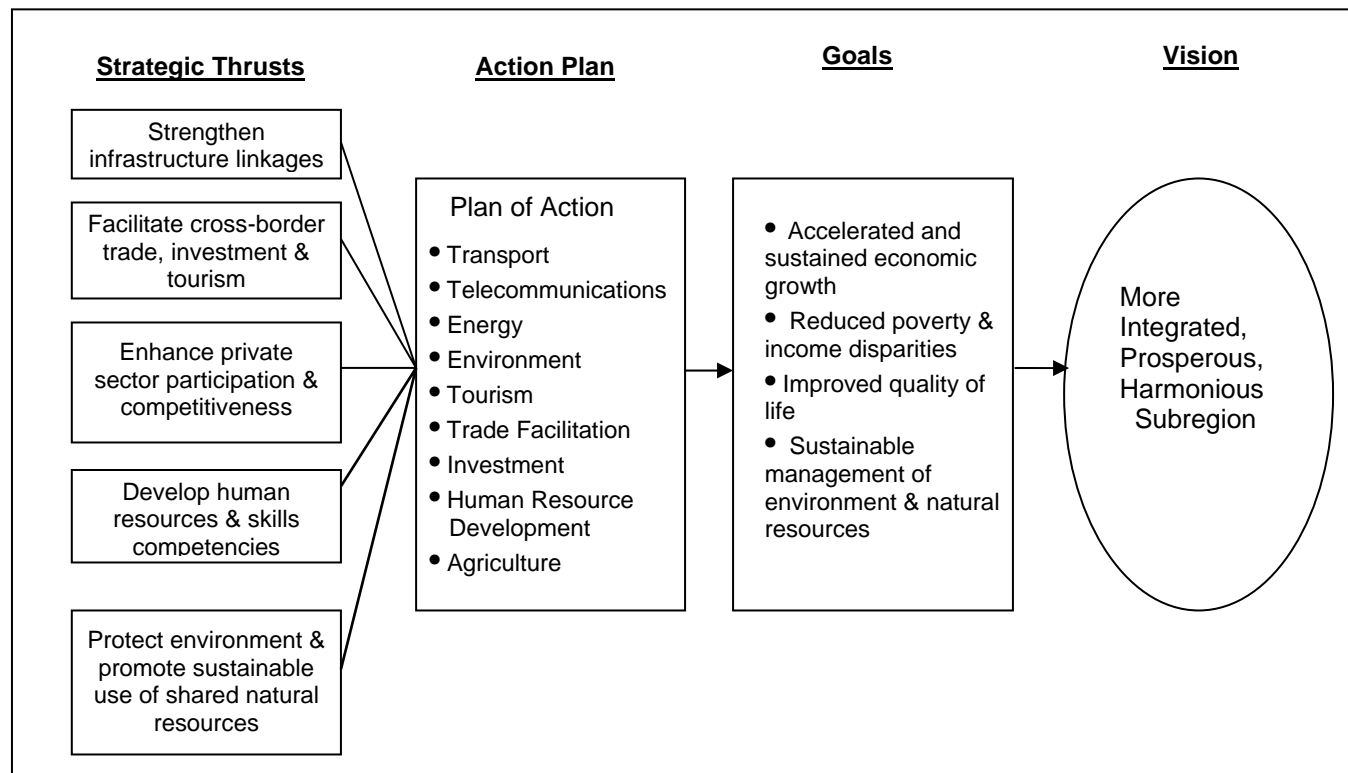 Strategic Thrusts
Action Plan
Goals
Vision
Strengthen
infrastructure linkages
Facilitate cross-border
trade, investment &
tourism
Enhance private
sector participation &
competitiveness
Develop human
resources & skills
competencies
Protect environment &
promote sustainable
use of shared natural
resources
Plan of Action
• Transport
• Telecommunications
• Energy
• Environment
• Tourism
• Trade Facilitation
• Investment
• Human Resource
Development
• Agriculture
• Accelerated and
sustained economic
growth
• Reduced poverty &
income disparities
• Improved quality of
life
• Sustainable
management of
environment & natural
resources
More
Integrated,
Prosperous,
Harmonious
Subregion